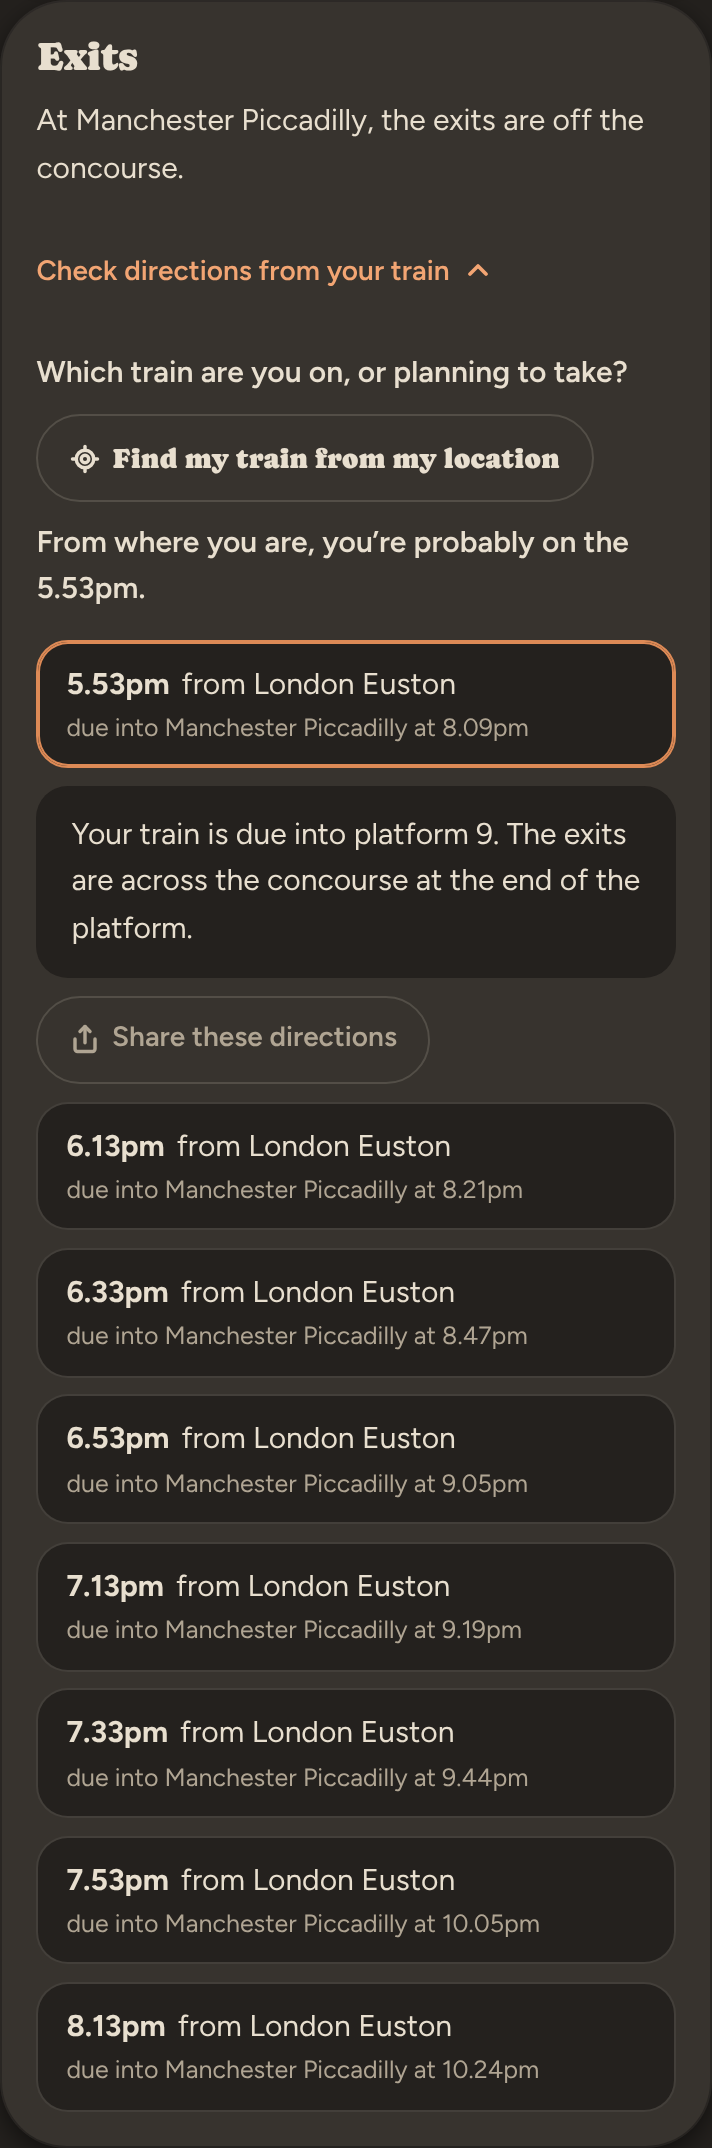 Exits
At Manchester Piccadilly, the exits are off the
concourse.
Check directions from your train
Which train are you on, or planning to take?
Find my train from my location
From where you are, you’re probably on the
5.53pm.
5.53pm from London Euston
due into Manchester Piccadilly at 8.09pm
Your train is due into platform 9. The exits
are across the concourse at the end of the
platform.
Share these directions
6.13pm from London Euston
due into Manchester Piccadilly at 8.21pm
6.33pm from London Euston
due into Manchester Piccadilly at 8.47pm
6.53pm from London Euston
due into Manchester Piccadilly at 9.05pm
7.13pm from London Euston
due into Manchester Piccadilly at 9.19pm
7.33pm from London Euston
due into Manchester Piccadilly at 9.44pm
7.53pm from London Euston
due into Manchester Piccadilly at 10.05pm
8.13pm from London Euston
due into Manchester Piccadilly at 10.24pm